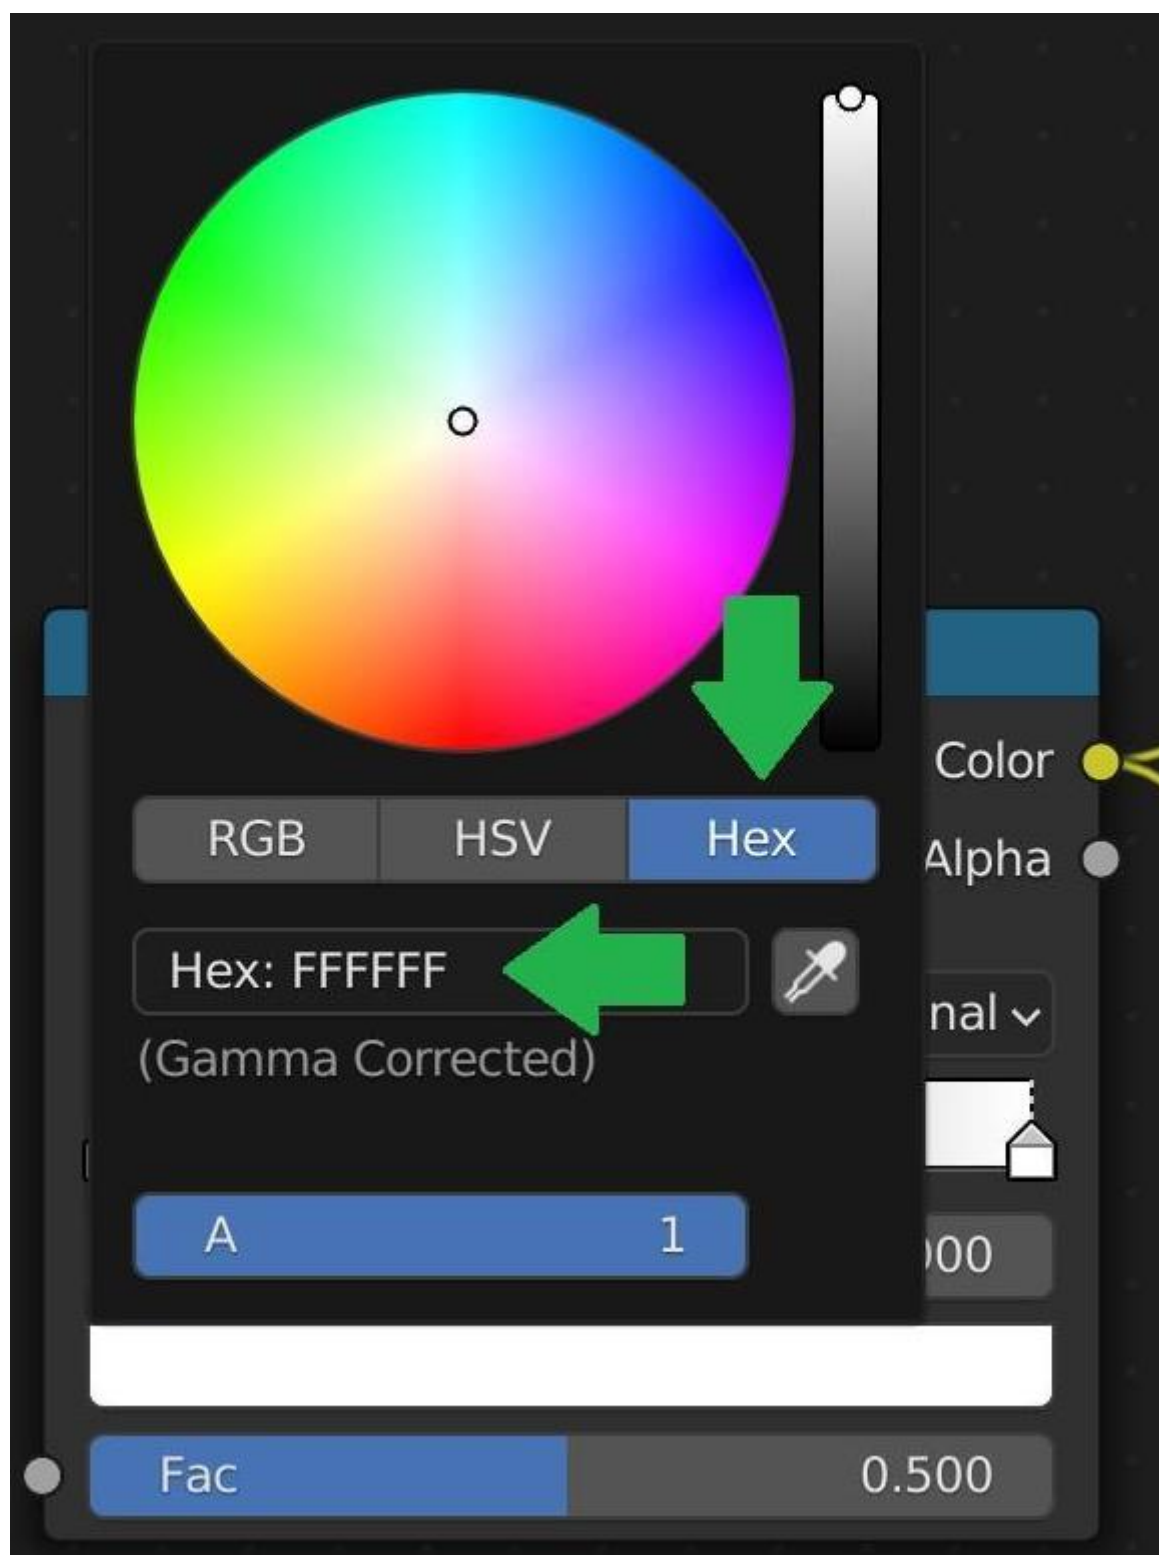 Color
RGB HSV Hex
Alpha
Hex: FFFFFF
nal
(Gamma Corrected)
A 1
00
Fac 0.500